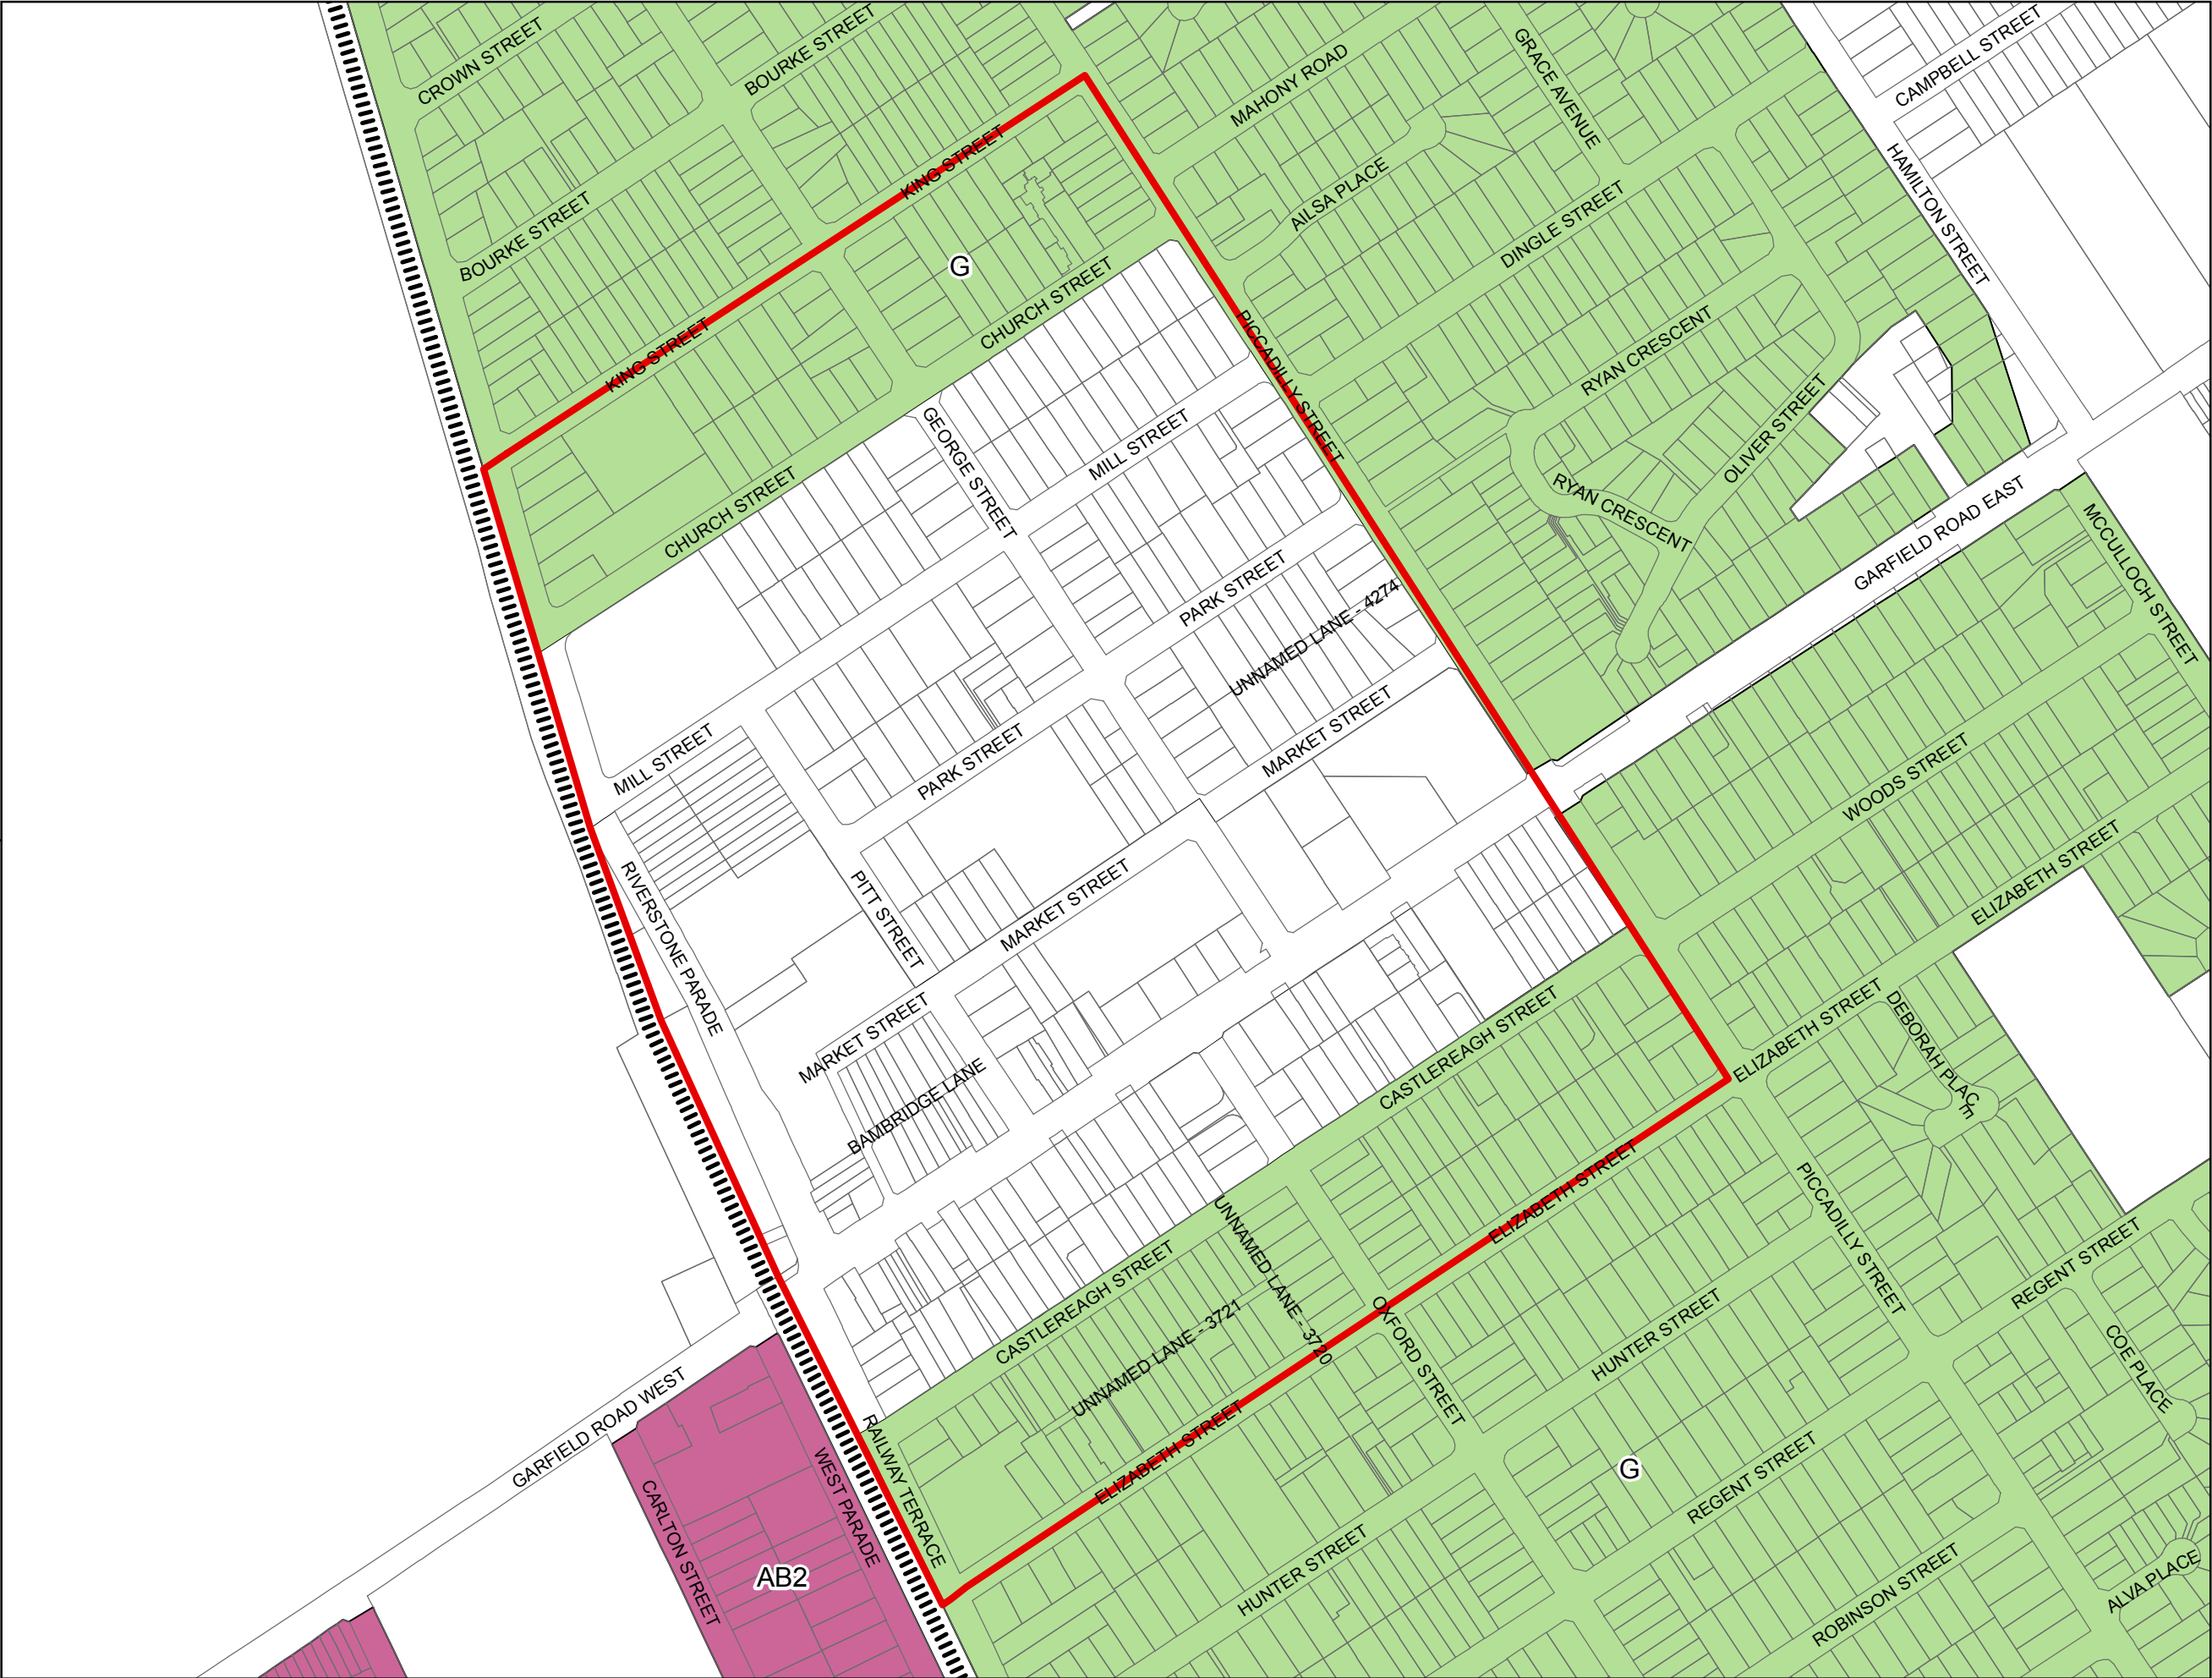 CROWN STREET
BOURKE STREET
CAMPBELL STREET
GRACE AVENUE
MAHONY ROAD
KING STREET
HAMILTON STREET
AILSA PLACE
DINGLE STREET
BOURKE STREET
G
CHURCH STREET
KING STREET
PICCADILLY STREET
RYAN CRESCENT
OLIVER STREET
GEORGE STREET
MILL STREET
CHURCH STREET
RYAN CRESCENT
GARFIELD ROAD EAST
MCCULLOCH STREET
PARK STREET
UNNAMED LANE - 4274
MARKET STREET
MILL STREET
PARK STREET
WOODS STREET
ELIZABETH STREET
RIVERSTONE PARADE
PITT STREET
MARKET STREET
MARKET STREET
BAMBRIDGE LANE
CASTLEREAGH STREET
ELIZABETH STREET
DEBORAH PLACE
ELIZABETH STREET
PICCADILLY STREET
REGENT STREET
UNNAMED LANE - 3720
CASTLEREAGH STREET
UNNAMED LANE - 3721
OXFORD STREET
HUNTER STREET
COE PLACE
GARFIELD ROAD WEST
RAILWAY TERRACE
ELIZABETH STREET
G
REGENT STREET
CARLTON STREET
WEST PARADE
AB2
HUNTER STREET
ROBINSON STREET
ALVA PLACE